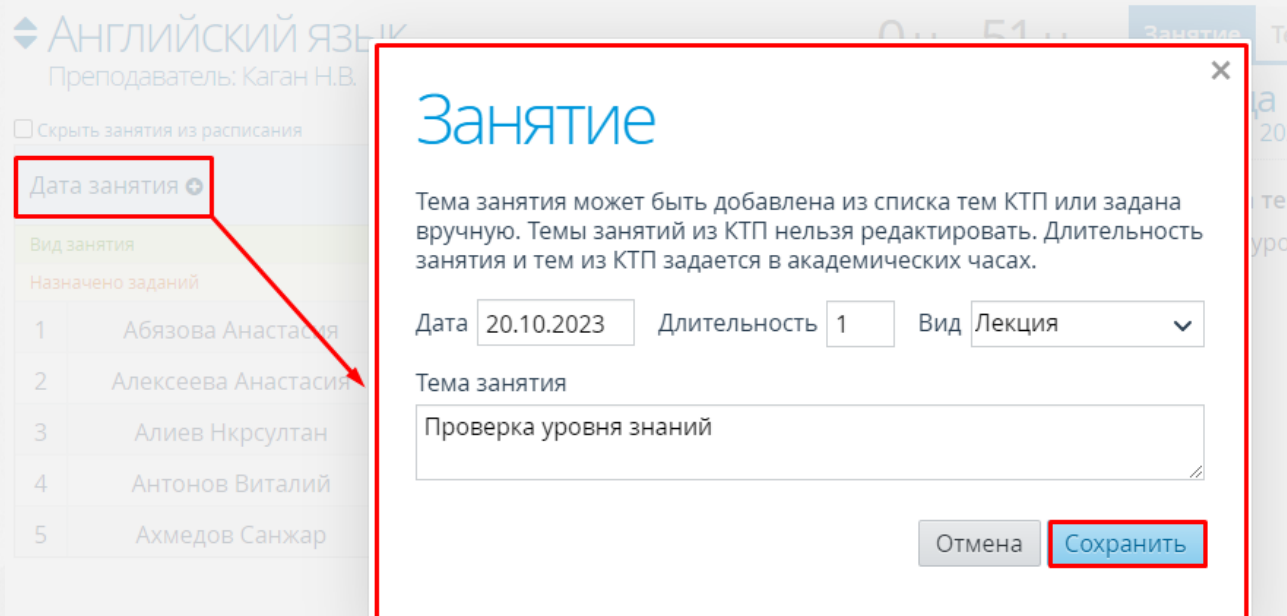 Английский язык
Преподаватель: Каган Н.В.
Скрыть занятия из расписания
Дата занятия
Вид занятия
Назначено заданий
1 Абязова Анастасия
2 Алексеева Анастасия
3 Алиев Нкрсултан
4 Антонов Виталий
5 Ахмедов Санжар
Занятие
×
Занятие
Тема занятия может быть добавлена из списка тем КТП или задана
вручную. Темы занятий из КТП нельзя редактировать. Длительность
занятия и тем из КТП задается в академических часах.
Дата 20.10.2023 Длительность 1 Вид Лекция
Тема занятия
Проверка уровня знаний
Отмена Сохранить